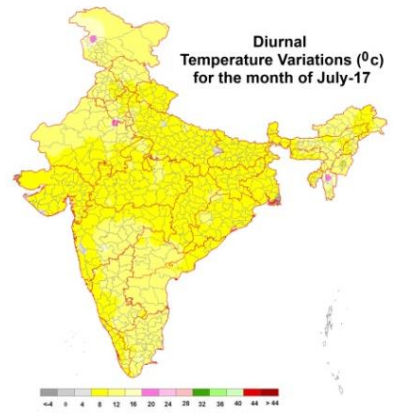 Diurnal
Temperature Variations (⁰c)
for the month of July-17
<-4 0 4 8 12 16 20 24 28 32 36 40 44 >44